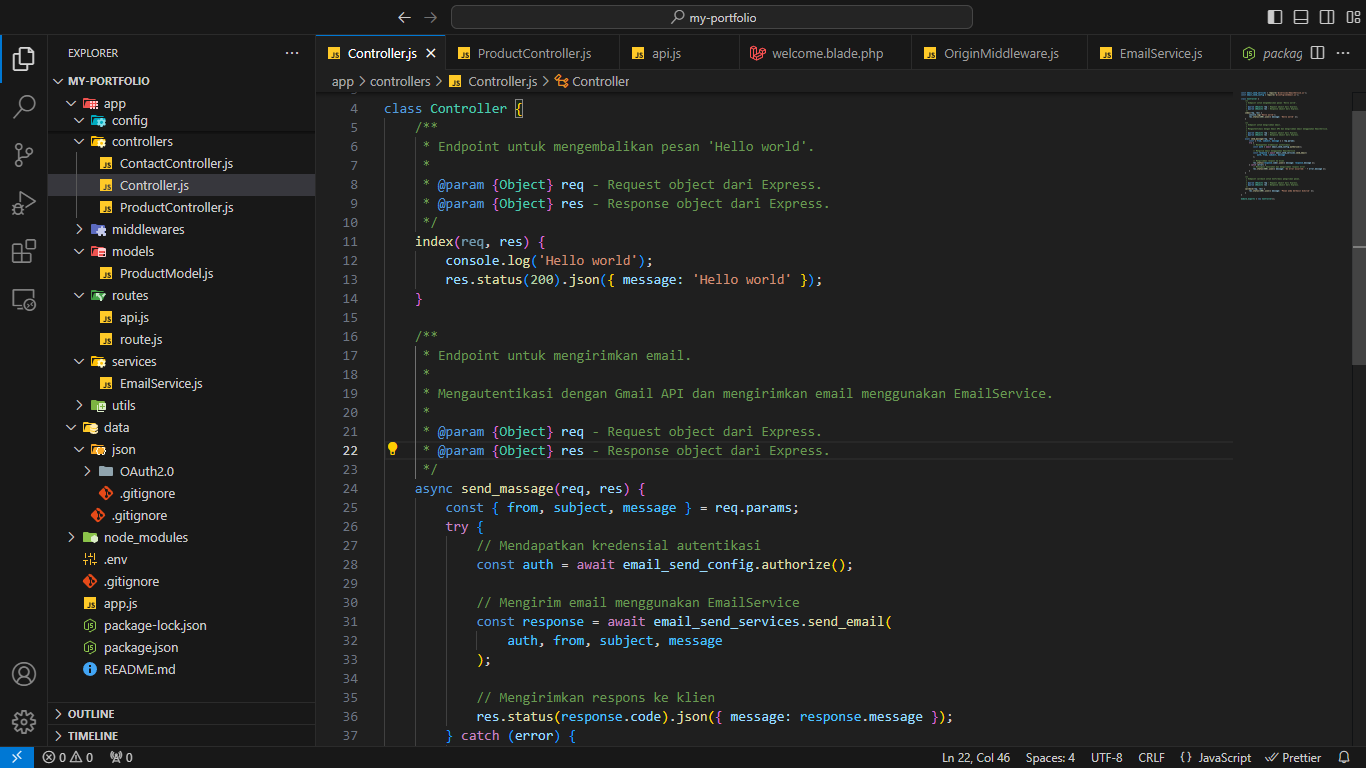 my-portfolio
EXPLORER
MY-PORTFOLIO
app
config
controllers
ContactController.js
Controller.js
ProductController.js
middlewares
models
ProductModel.js
routes
api.js
route.js
services
EmailService.js
utils
data
json
OAuth2.0
.gitignore
.gitignore
node_modules
.env
.gitignore
app.js
package-lock.json
package.json
README.md
OUTLINE
TIMELINE
Controller.js ProductController.js api.js welcome.blade.php OriginMiddleware.js EmailService.js packag
app > controllers > Controller.js > Controller
4 class Controller {
5 /**
6 * Endpoint untuk mengembalikan pesan 'Hello world'.
7 *
8 * @param {Object} req - Request object dari Express.
9 * @param {Object} res - Response object dari Express.
10 */
11 index(req, res) {
12 console.log('Hello world');
13 res.status(200).json({ message: 'Hello world' });
14 }
15
16 /**
17 * Endpoint untuk mengirimkan email.
18 *
19 * Mengautentikasi dengan Gmail API dan mengirimkan email menggunakan EmailService.
20 *
21 * @param {Object} req - Request object dari Express.
22 * @param {Object} res - Response object dari Express.
23 */
24 async send_massage(req, res) {
25 const { from, subject, message } = req.params;
26 try {
27 // Mendapatkan kredensial autentikasi
28 const auth = await email_send_config.authorize();
29
30 // Mengirim email menggunakan EmailService
31 const response = await email_send_services.send_email(
32 auth, from, subject, message
33 );
34
35 // Mengirimkan respons ke klien
36 res.status(response.code).json({ message: response.message });
37 } catch (error) {
0 0 0 Ln 22, Col 46 Spaces: 4 UTF-8 CRLF {} JavaScript Prettier